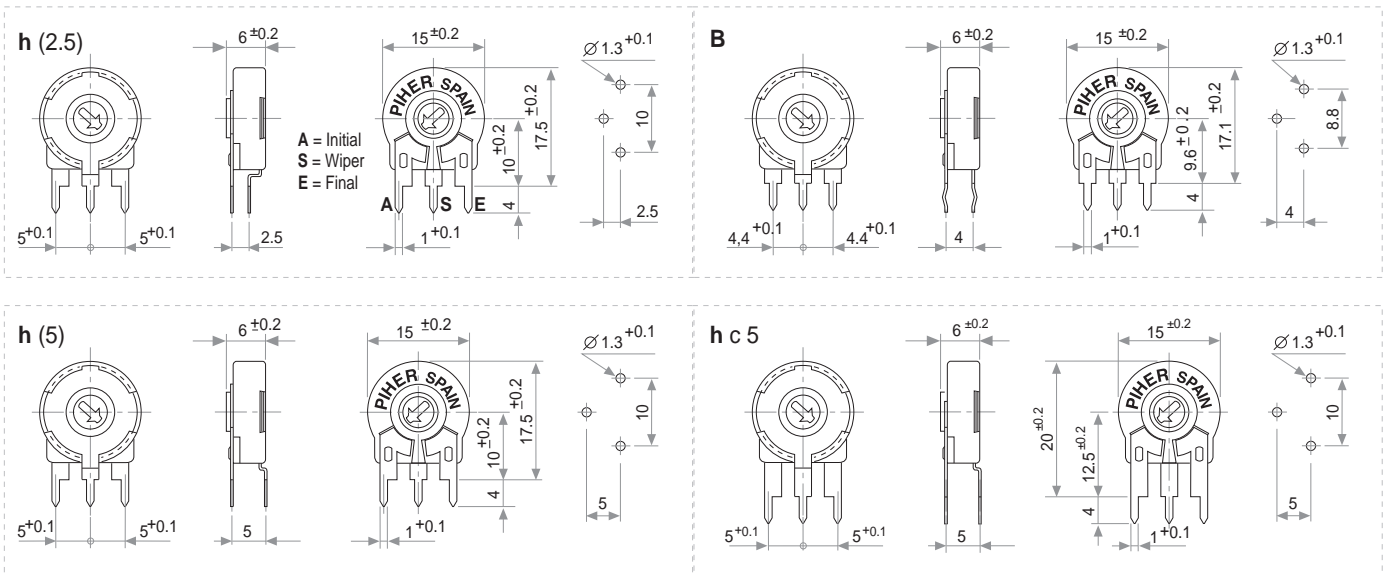 h (2.5)
6 ±0.2
15 ±0.2
Ø 1.3 +0.1
PIHER SPAIN
A = Initial
S = Wiper
E = Final
10 ±0.2
17.5 ±0.2
10
A
S
E
4
2.5
5 +0.1
5 +0.1
2.5
1 +0.1
B
6 ±0.2
15 ±0.2
Ø 1.3 +0.1
PIHER SPAIN
9.6 ±0.2
17.1 ±0.2
8.8
4
4
4,4 +0.1
4.4 +0.1
4
1 +0.1
h (5)
6 ±0.2
15 ±0.2
Ø 1.3 +0.1
PIHER SPAIN
10 ±0.2
17.5 ±0.2
10
4
5
5 +0.1
5 +0.1
5
1 +0.1
h c 5
6 ±0.2
15 ±0.2
Ø 1.3 +0.1
PIHER SPAIN
20 ±0.2
12.5 ±0.2
10
4
5
5 +0.1
5 +0.1
5
1 +0.1